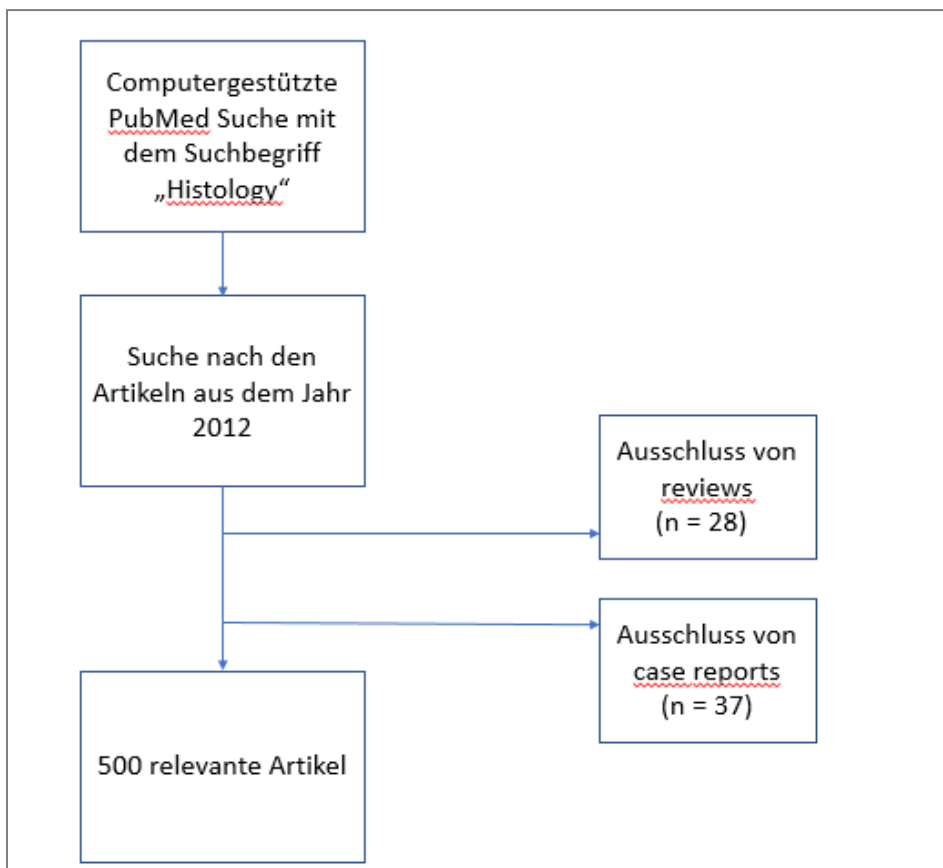 Computergestützte
PubMed Suche mit
dem Suchbegriff
„Histology“
Suche nach den
Artikeln aus dem Jahr
2012
Ausschluss von
reviews
(n = 28)
Ausschluss von
case reports
(n = 37)
500 relevante Artikel